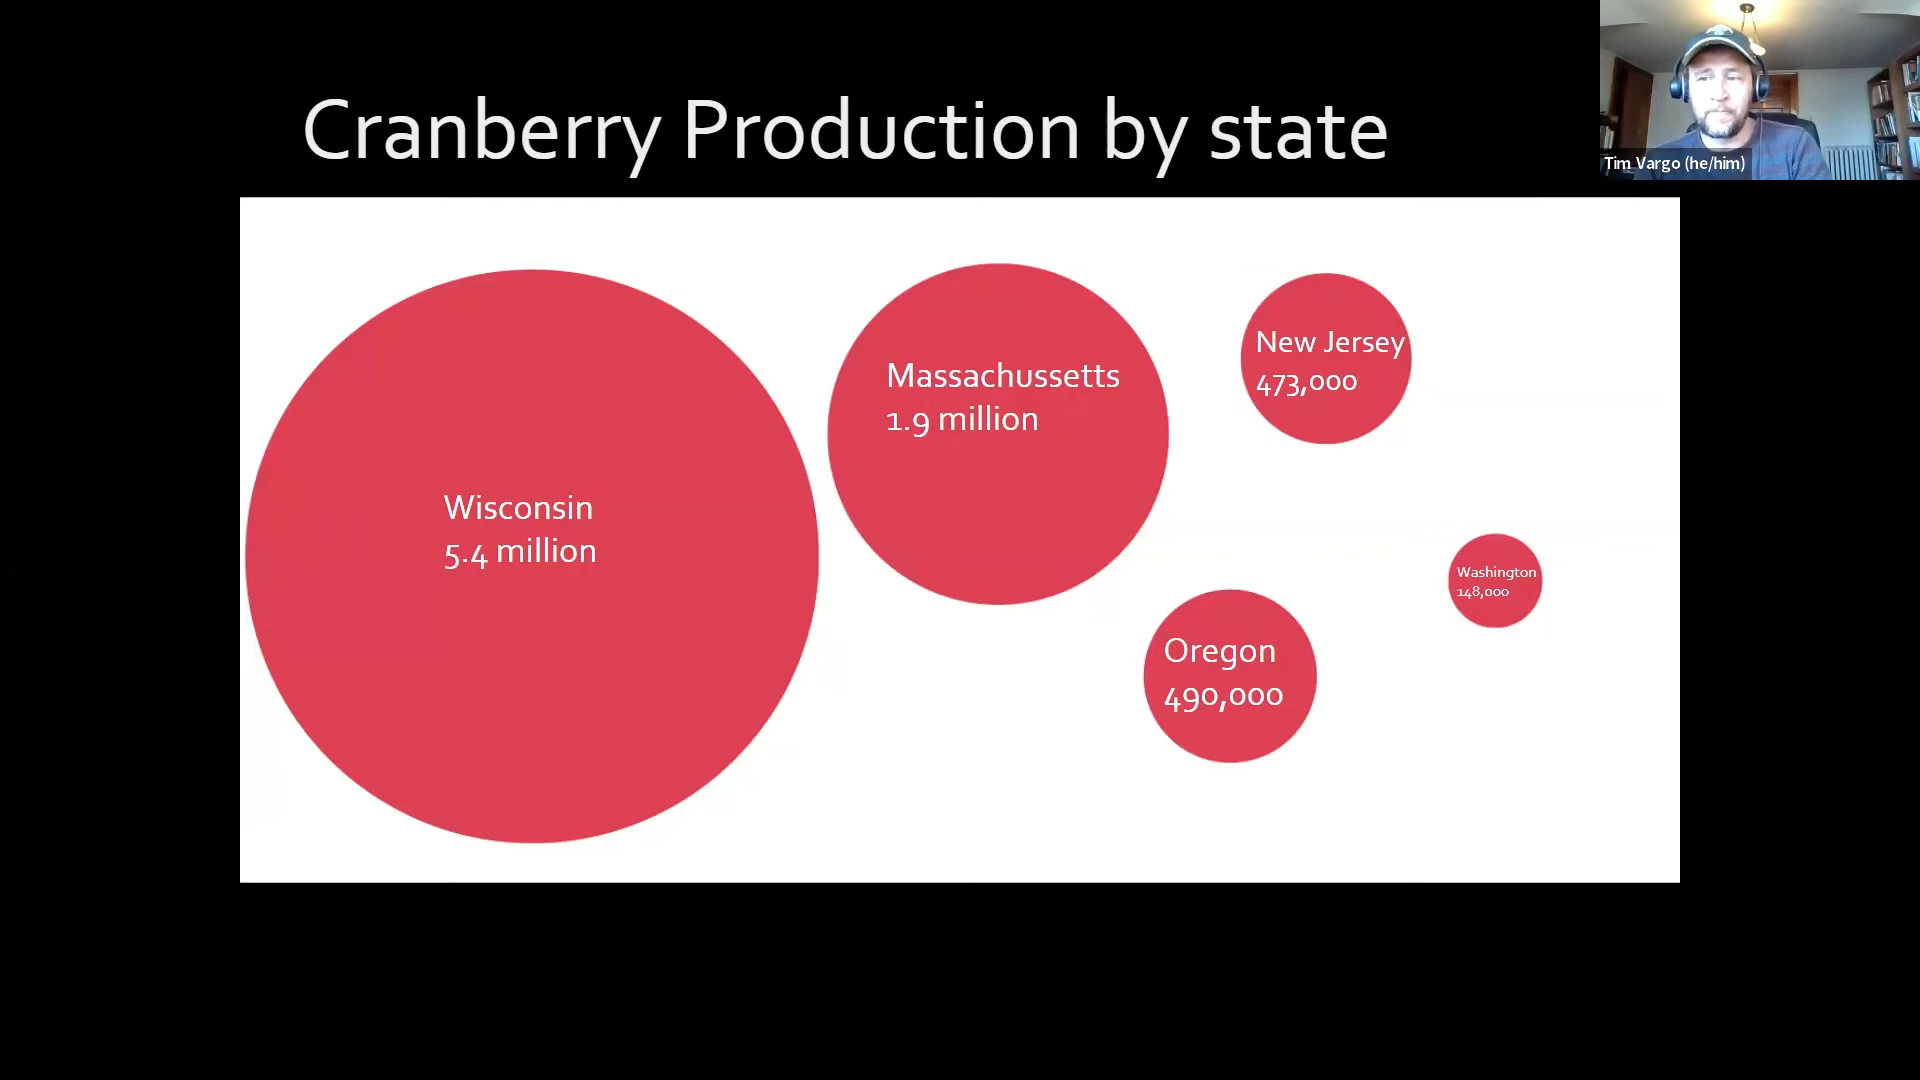 Cranberry Production by state
Tim Vargo (he/him)
Wisconsin
5.4 million
Massachussetts
1.9 million
New Jersey
473,000
Oregon
490,000
Washington
148,000